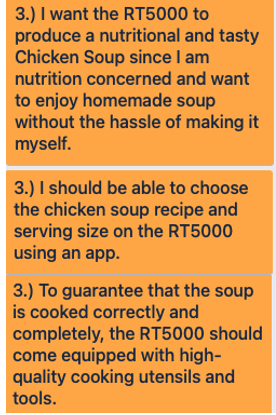 3.) I want the RT5000 to
produce a nutritional and tasty
Chicken Soup since I am
nutrition concerned and want
to enjoy homemade soup
without the hassle of making it
myself.
3.) I should be able to choose
the chicken soup recipe and
serving size on the RT5000
using an app.
3.) To guarantee that the soup
is cooked correctly and
completely, the RT5000 should
come equipped with high-
quality cooking utensils and
tools.